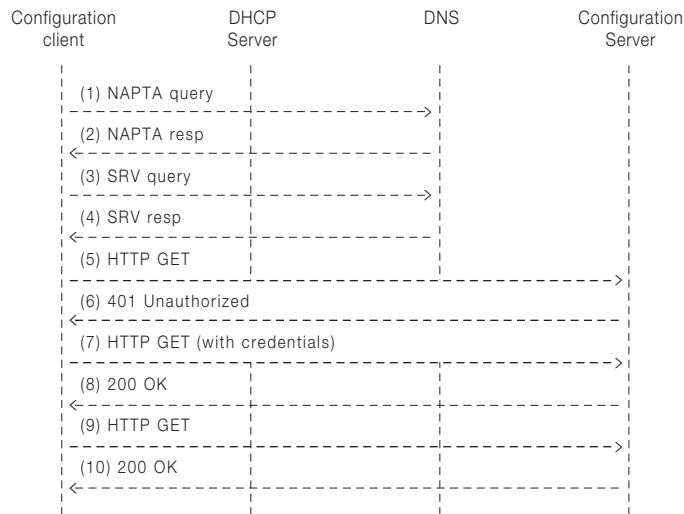 Configuration
client
DHCP
Server
DNS
Configuration
Server
(1) NAPTA query
(2) NAPTA resp
(3) SRV query
(4) SRV resp
(5) HTTP GET
(6) 401 Unauthorized
(7) HTTP GET (with credentials)
(8) 200 OK
(9) HTTP GET
(10) 200 OK